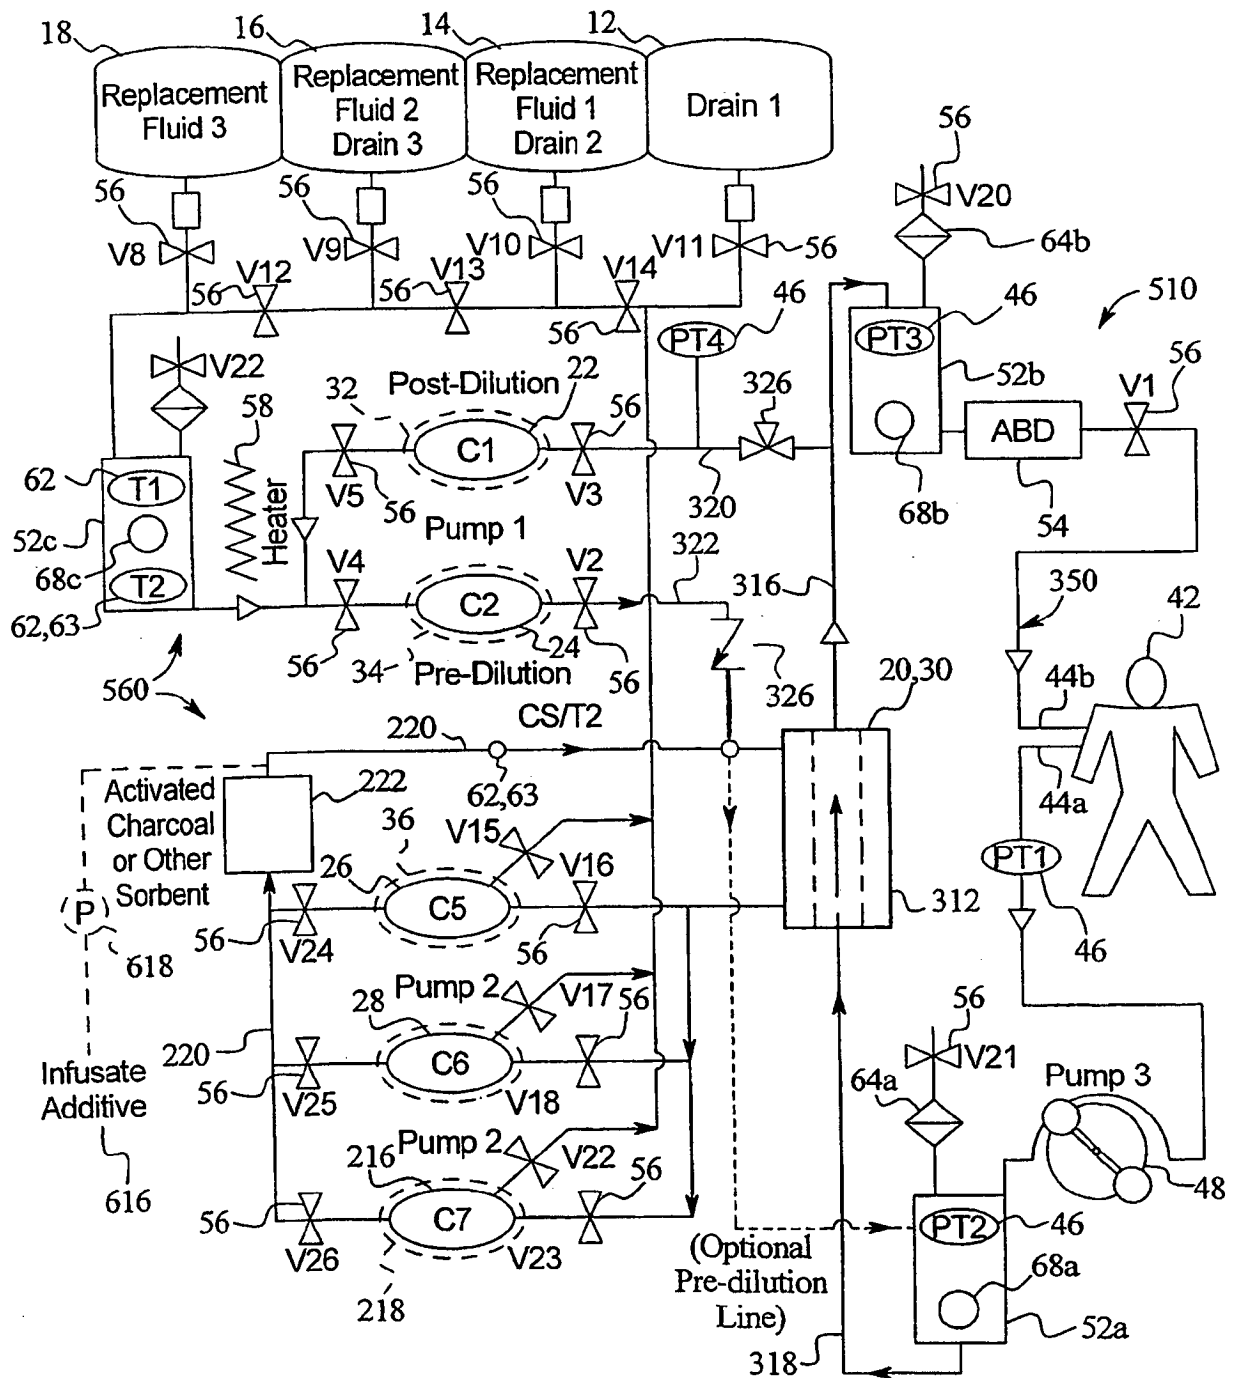 18
16
14
12
Replacement
Fluid 3
Replacement
Fluid 2
Drain 3
Replacement
Fluid 1
Drain 2
Drain 1
56
V8
56
V9
56
V10
V11
56
56
V20
64b
V12
56
V13
56
V14
56
46
PT4
46
PT3
510
52b
V22
58
Post-Dilution
32
22
56
326
V1
56
C1
ABD
62
T1
V5
56
V3
320
68b
54
Heater
52c
68c
T2
62,63
Pump 1
V4
V2
322
316
350
42
C2
56
34
24
56
326
20,30
44b
560
Pre-Dilution
CS/T2
220
62,63
44a
Activated
Charcoal
or Other
Sorbent
222
36
V15
V16
26
C5
PT1
312
P
56
V24
56
46
618
Pump 2
V17
56
28
56
V21
220
C6
64a
Pump 3
Infusate
Additive
56
V25
V18
Pump 2
V22
56
216
616
C7
48
56
V26
V23
PT2
46
(Optional
Pre-dilution
Line)
218
68a
52a
318